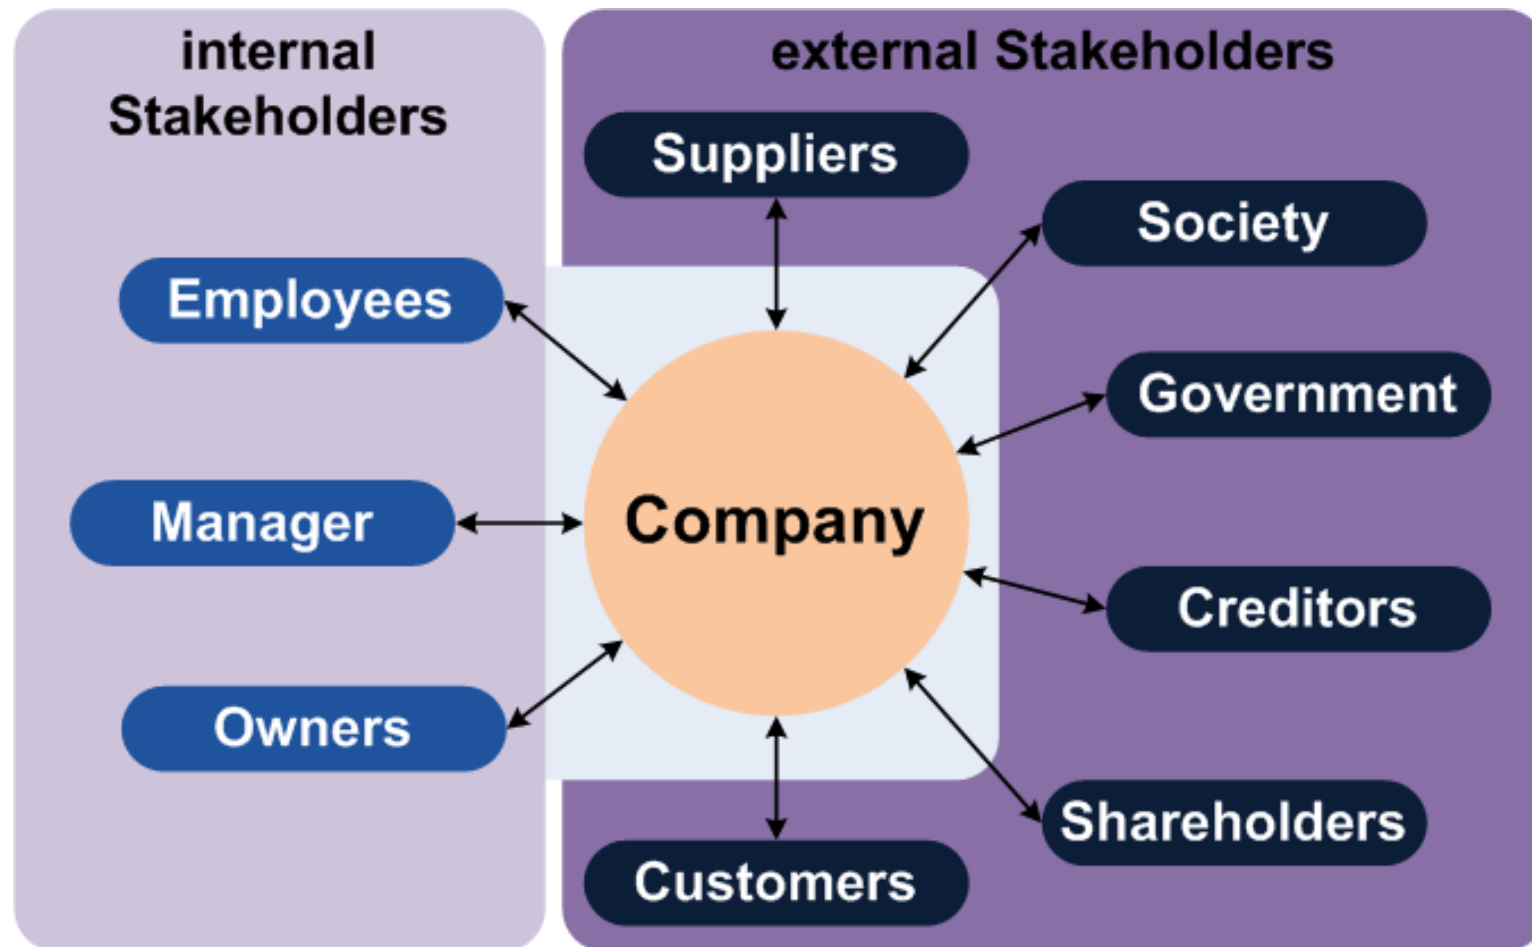 internal
Stakeholders
external Stakeholders
Suppliers
Society
Employees
Government
Manager
Company
Creditors
Owners
Shareholders
Customers